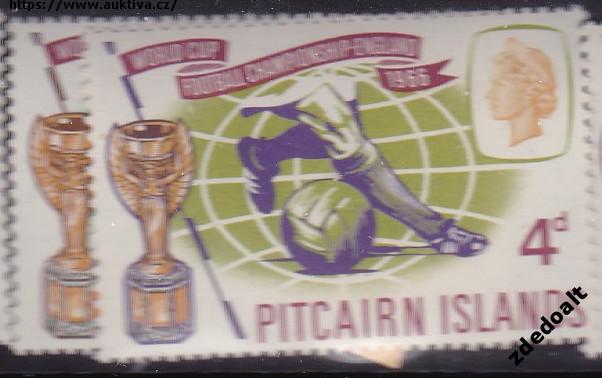 https://www.auktiva.cz/
WORLD CUP
FOOTBALL CHAMPIONSHIP·ENGLAND
1966
4d
PITCAIRN ISLANDS
zdedoalt